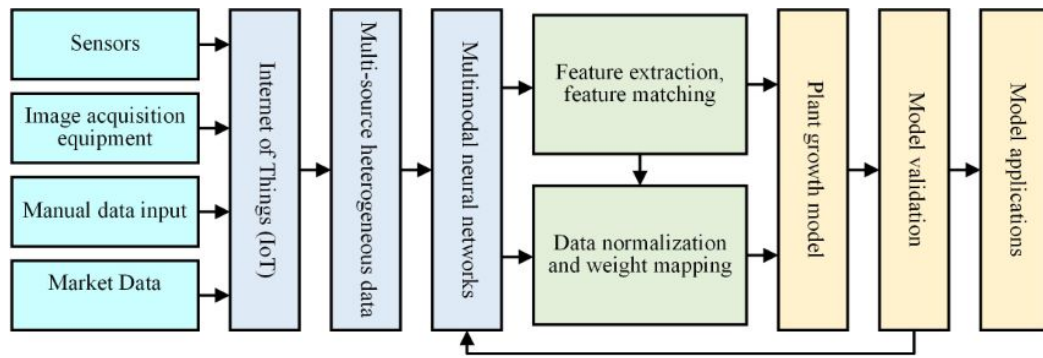 Sensors
Image acquisition
equipment
Manual data input
Market Data
Internet of Things (IoT)
Multi-source heterogeneous data
Multimodal neural networks
Feature extraction,
feature matching
Data normalization
and weight mapping
Plant growth model
Model validation
Model applications